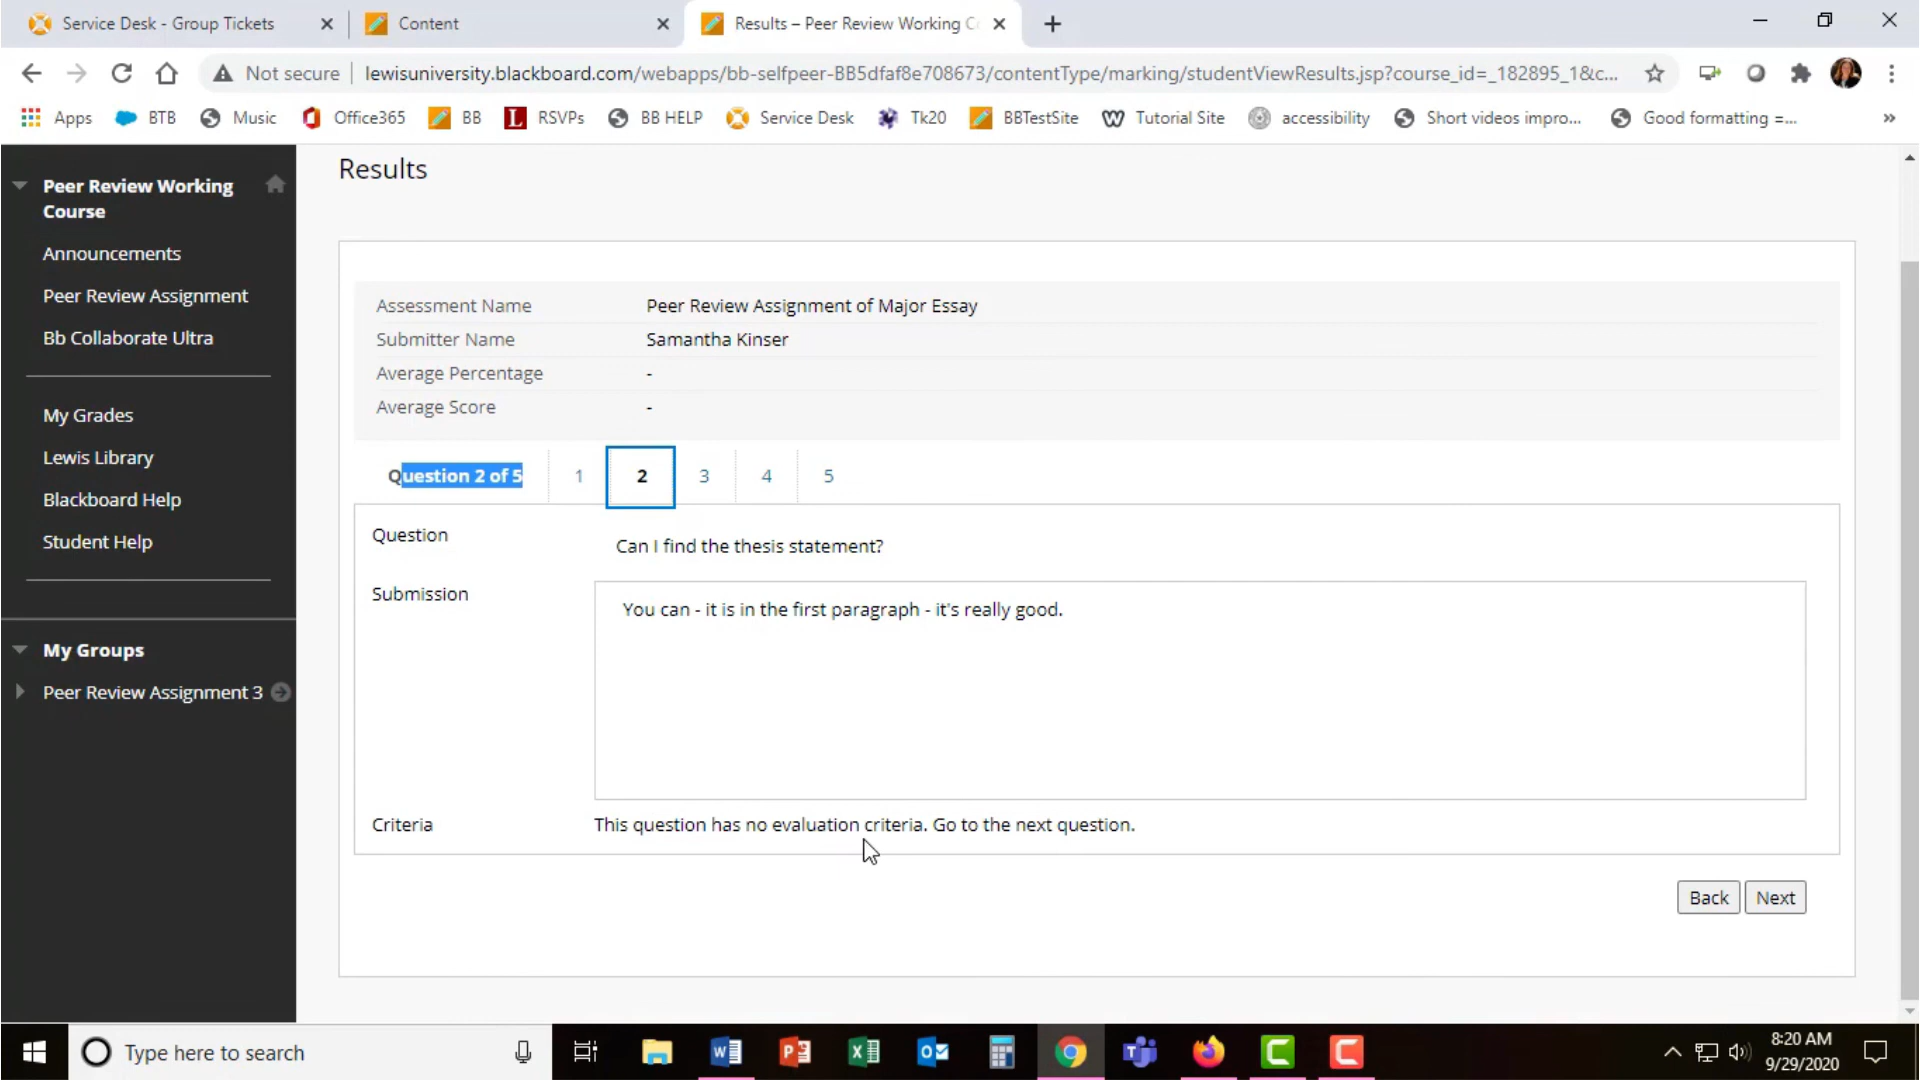 Service Desk - Group Tickets
Content
Results – Peer Review Working C
Not secure
lewisuniversity.blackboard.com/webapps/bb-selfpeer-BB5dfaf8e708673/contentType/marking/studentViewResults.jsp?course_id=_182895_1&c...
Apps
BTB
Music
Office365
BB
RSVPs
BB HELP
Service Desk
Tk20
BBTestSite
Tutorial Site
accessibility
Short videos impro...
Good formatting =...
Peer Review Working
Course
Announcements
Peer Review Assignment
Bb Collaborate Ultra
My Grades
Lewis Library
Blackboard Help
Student Help
My Groups
Peer Review Assignment 3
Results
Assessment Name Peer Review Assignment of Major Essay
Submitter Name Samantha Kinser
Average Percentage -
Average Score -
Question 2 of 5 1 2 3 4 5
Question Can I find the thesis statement?
Submission You can - it is in the first paragraph - it's really good.
Criteria This question has no evaluation criteria. Go to the next question.
Back Next
Type here to search
8:20 AM
9/29/2020